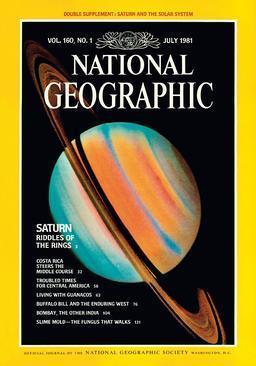 DOUBLE SUPPLEMENT: SATURN AND THE SOLAR SYSTEM
VOL. 160, NO. 1
JULY 1981
NATIONAL
GEOGRAPHIC
SATURN
RIDDLES OF
THE RINGS 3
COSTA RICA
STEERS THE
MIDDLE COURSE 32
TROUBLED TIMES
FOR CENTRAL AMERICA 58
LIVING WITH GUANACOS 63
BUFFALO BILL AND THE ENDURING WEST 76
BOMBAY, THE OTHER INDIA 104
SLIME MOLD—THE FUNGUS THAT WALKS 131
OFFICIAL JOURNAL OF THE NATIONAL GEOGRAPHIC SOCIETY WASHINGTON, D.C.